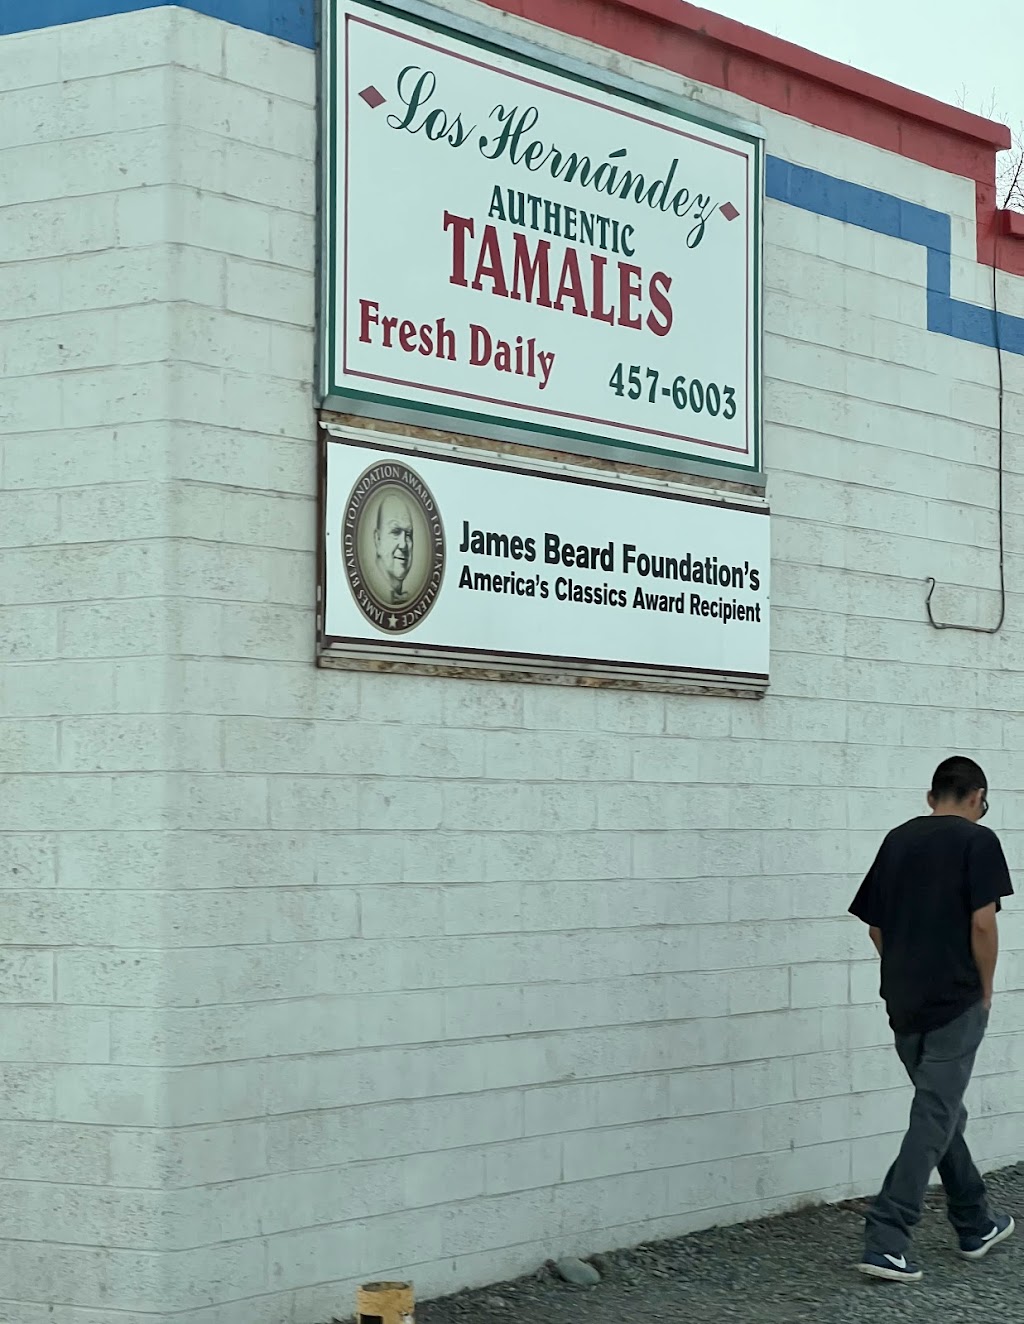 Los Hernández
AUTHENTIC
TAMALES
Fresh Daily
457-6003
JAMES BEARD FOUNDATION AWARD FOR EXCELLENCE
James Beard Foundation's
America's Classics Award Recipient